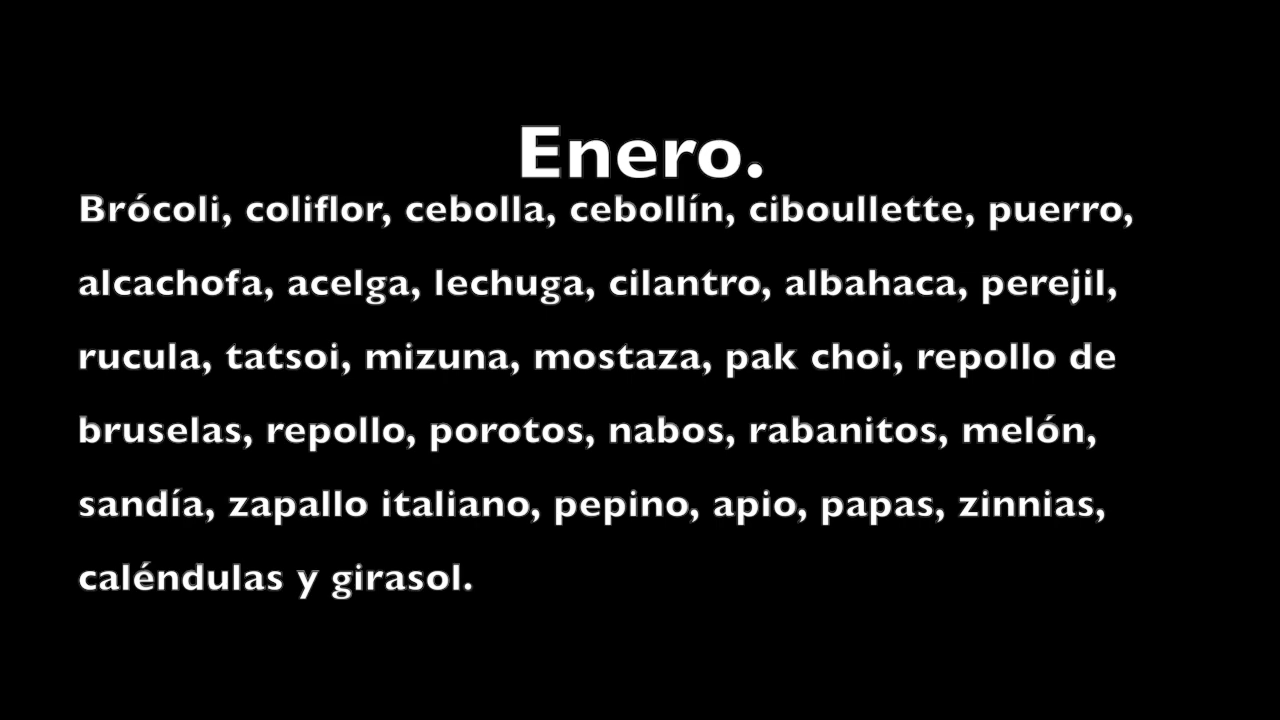 Enero.
Brócoli, coliflor, cebolla, cebollín, ciboullette, puerro,
alcachofa, acelga, lechuga, cilantro, albahaca, perejil,
rucula, tatsoi, mizuna, mostaza, pak choi, repollo de
bruselas, repollo, porotos, nabos, rabanitos, melón,
sandía, zapallo italiano, pepino, apio, papas, zinnias,
caléndulas y girasol.